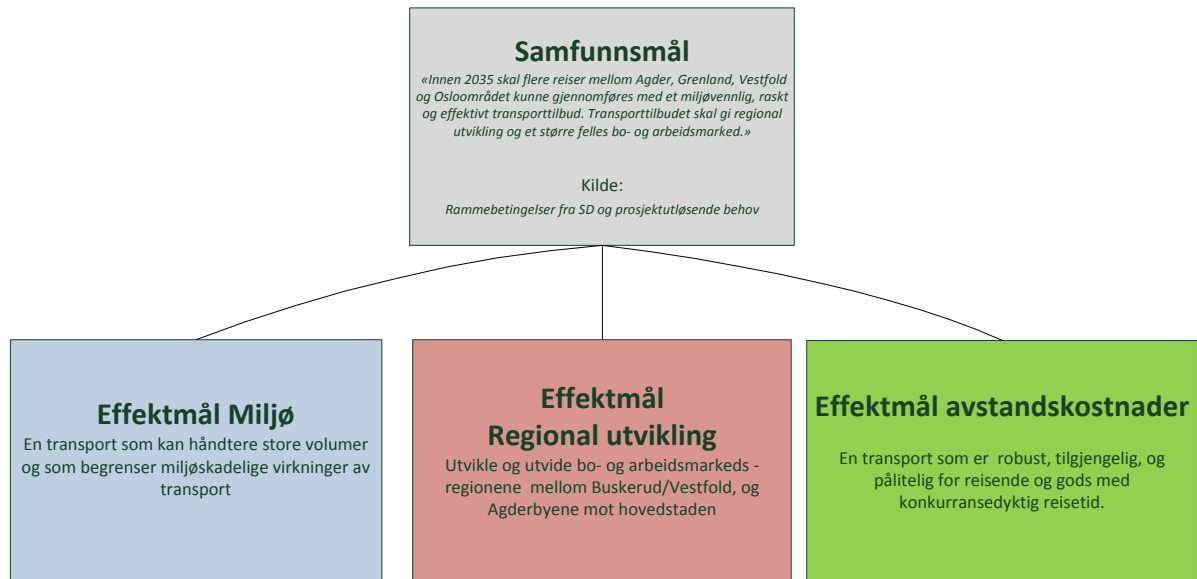 Samfunnsmål
«Innen 2035 skal flere reiser mellom Agder, Grenland, Vestfold
og Osloområdet kunne gjennomføres med et miljøvennlig, raskt
og effektivt transporttilbud. Transporttilbudet skal gi regional
utvikling og et større felles bo- og arbeidsmarked.»
Kilde:
Rammebetingelser fra SD og prosjektutløsende behov
Effektmål Miljø
En transport som kan håndtere store volumer
og som begrenser miljøskadelige virkninger av
transport
Effektmål
Regional utvikling
Utvikle og utvide bo- og arbeidsmarkeds -
regionene mellom Buskerud/Vestfold, og
Agderbyene mot hovedstaden
Effektmål avstandskostnader
En transport som er robust, tilgjengelig, og
pålitelig for reisende og gods med
konkurransedyktig reisetid.